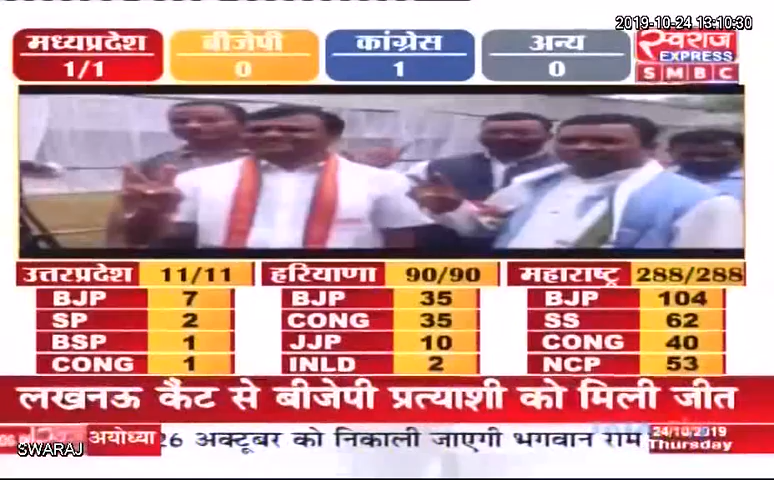 2019-10-24 13:10:30
मध्यप्रदेश 1/1
बीजेपी 0
कांग्रेस 1
अन्य 0
स्वराज
EXPRESS
SMBC
उत्तरप्रदेश 11/11
BJP 7
SP 2
BSP 1
CONG 1
हरियाणा 90/90
BJP 35
CONG 35
JJP 10
INLD 2
महाराष्ट्र 288/288
BJP 104
SS 62
CONG 40
NCP 53
लखनऊ कैंट से बीजेपी प्रत्याशी को मिली जीत
अयोध्या 26 अक्टूबर को निकाली जाएगी भगवान राम
24/10/2019
Thursday
SWARAJ